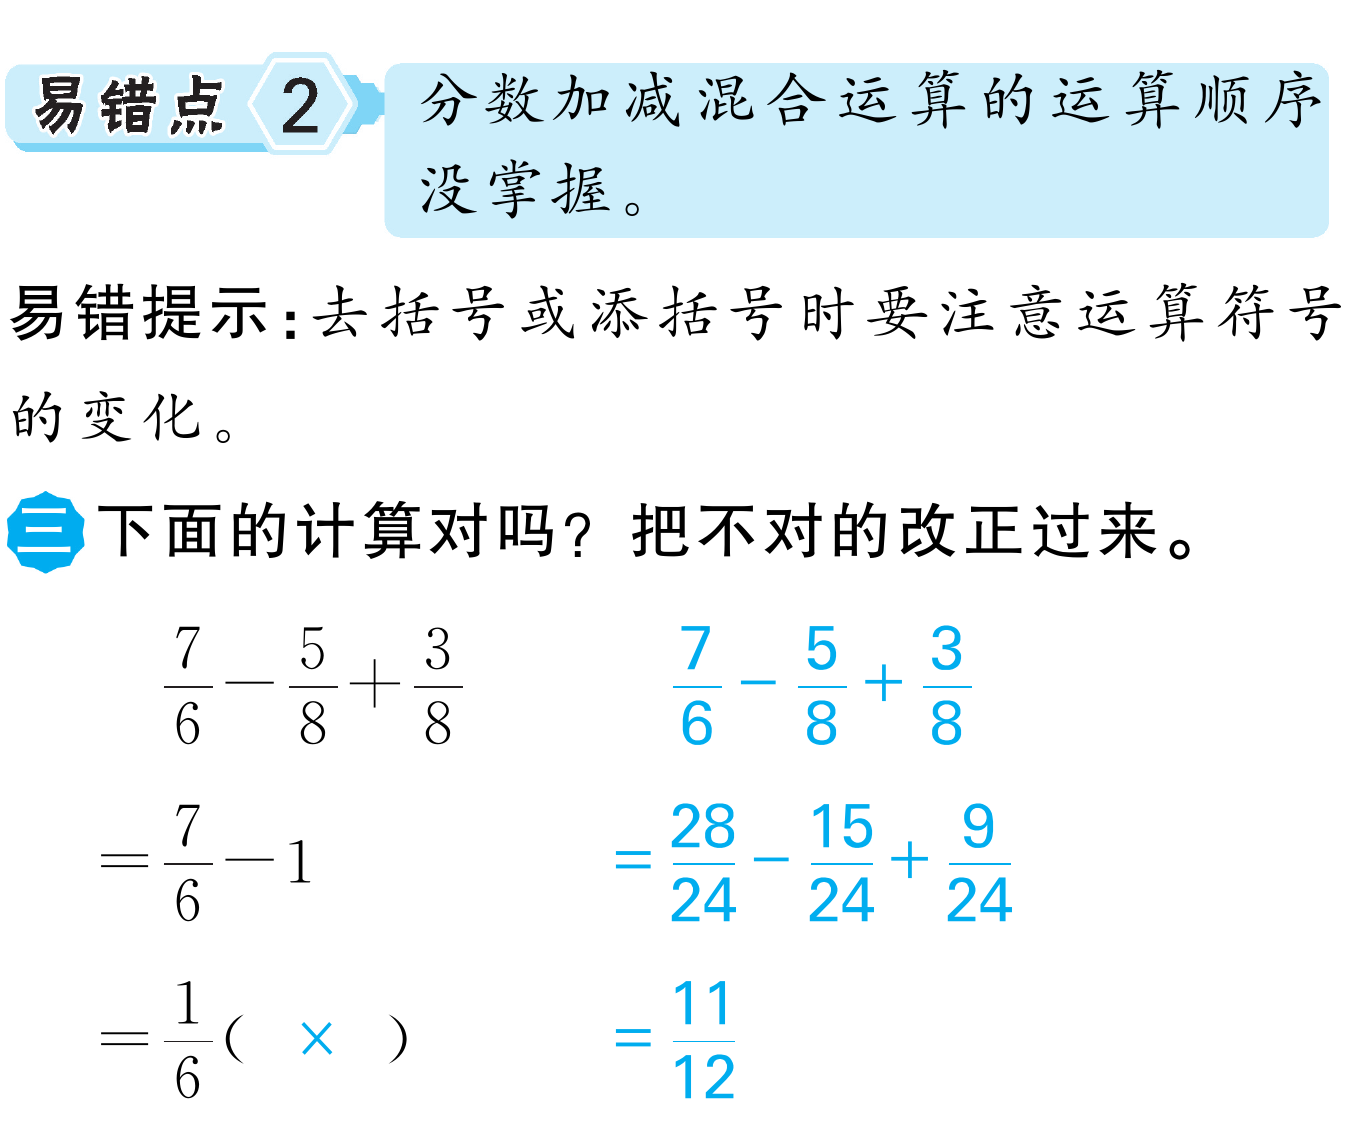 易错点 2 分数加减混合运算的运算顺序
没掌握。
易错提示:去括号或添括号时要注意运算符号
的变化。
三 下面的计算对吗? 把不对的改正过来。
7/6 - 5/8 + 3/8    7/6 - 5/8 + 3/8
= 7/6 - 1    = 28/24 - 15/24 + 9/24
= 1/6 ( × )    = 11/12